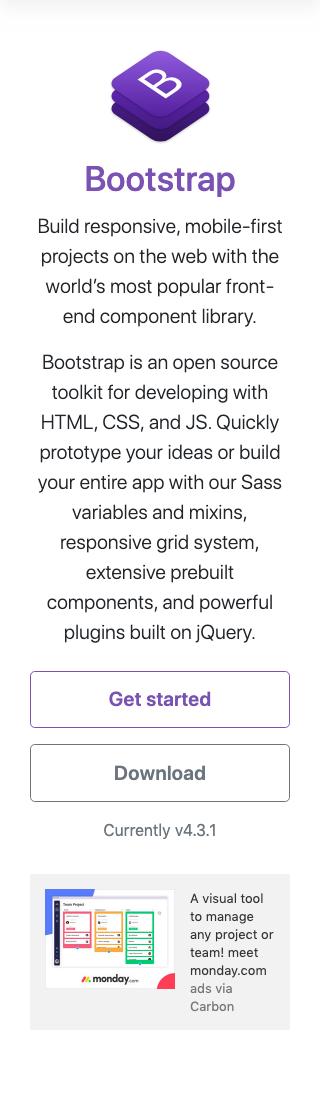 B
Bootstrap
Build responsive, mobile-first
projects on the web with the
world’s most popular front-
end component library.
Bootstrap is an open source
toolkit for developing with
HTML, CSS, and JS. Quickly
prototype your ideas or build
your entire app with our Sass
variables and mixins,
responsive grid system,
extensive prebuilt
components, and powerful
plugins built on jQuery.
Get started
Download
Currently v4.3.1
Team Project
monday.com
A visual tool
to manage
any project or
team! meet
monday.com
ads via
Carbon